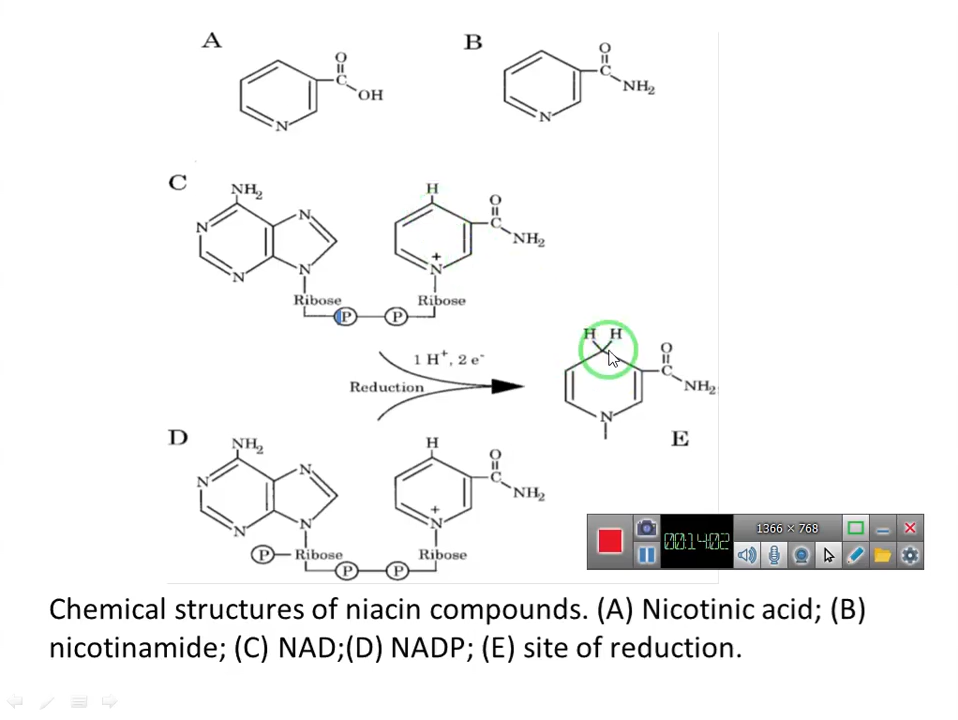 A
B
O
C
OH
N
O
C
NH2
N
C
NH2
N
N
N
N
H
O
C
NH2
+
N
Ribose
Ribose
P
P
H H
1 H+, 2 e-
Reduction
O
C
NH2
N
D
E
NH2
N
N
N
N
H
O
C
NH2
+
N
P
Ribose
Ribose
P
P
1366 × 768
00:14:02
Chemical structures of niacin compounds. (A) Nicotinic acid; (B)
nicotinamide; (C) NAD;(D) NADP; (E) site of reduction.